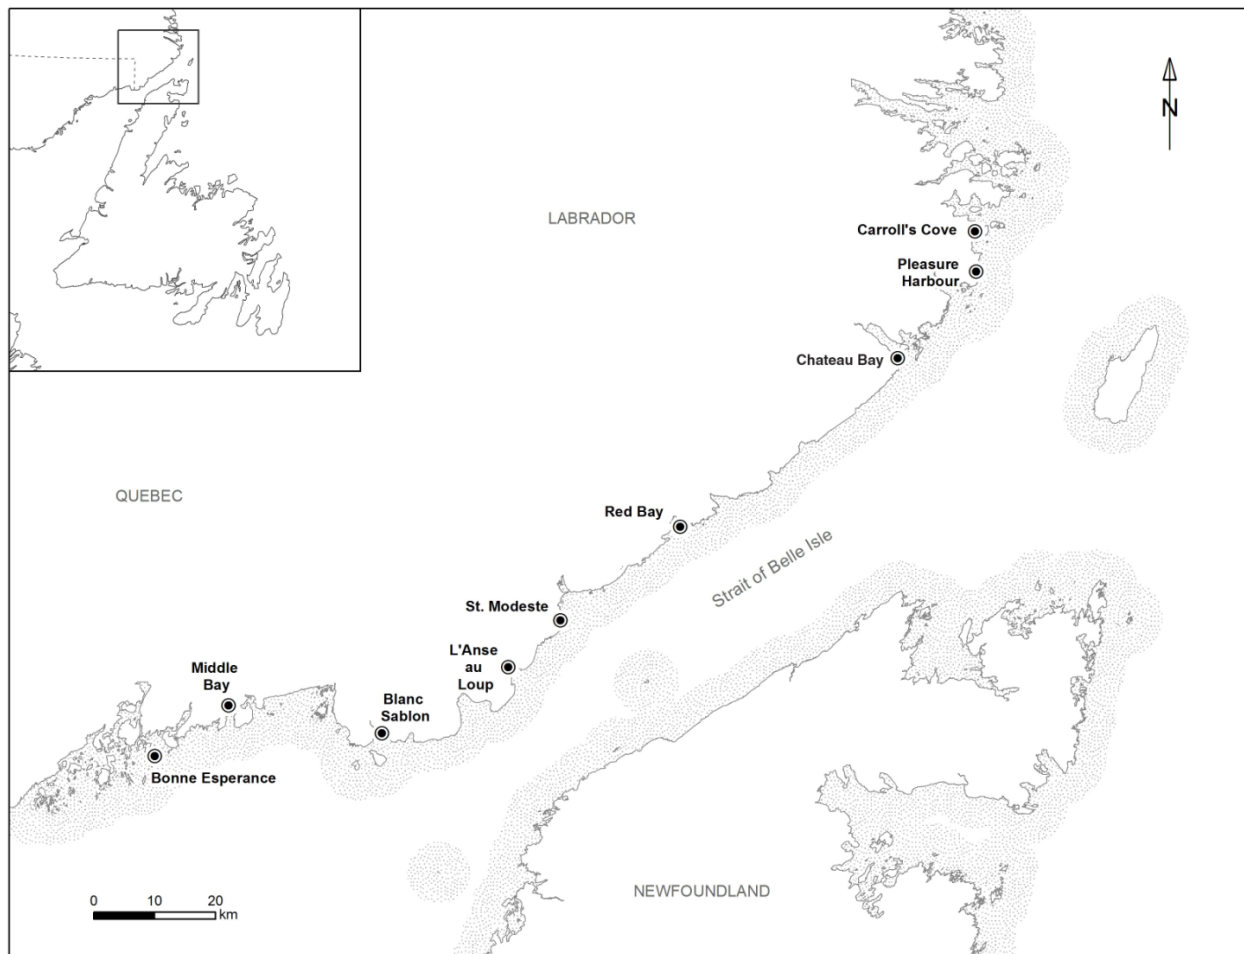 N
LABRADOR
Carroll's Cove
Pleasure
Harbour
Chateau Bay
QUEBEC
Red Bay
Strait of Belle Isle
St. Modeste
L'Anse
au
Loup
Middle
Bay
Blanc
Sablon
Bonne Esperance
NEWFOUNDLAND
0 10 20
km